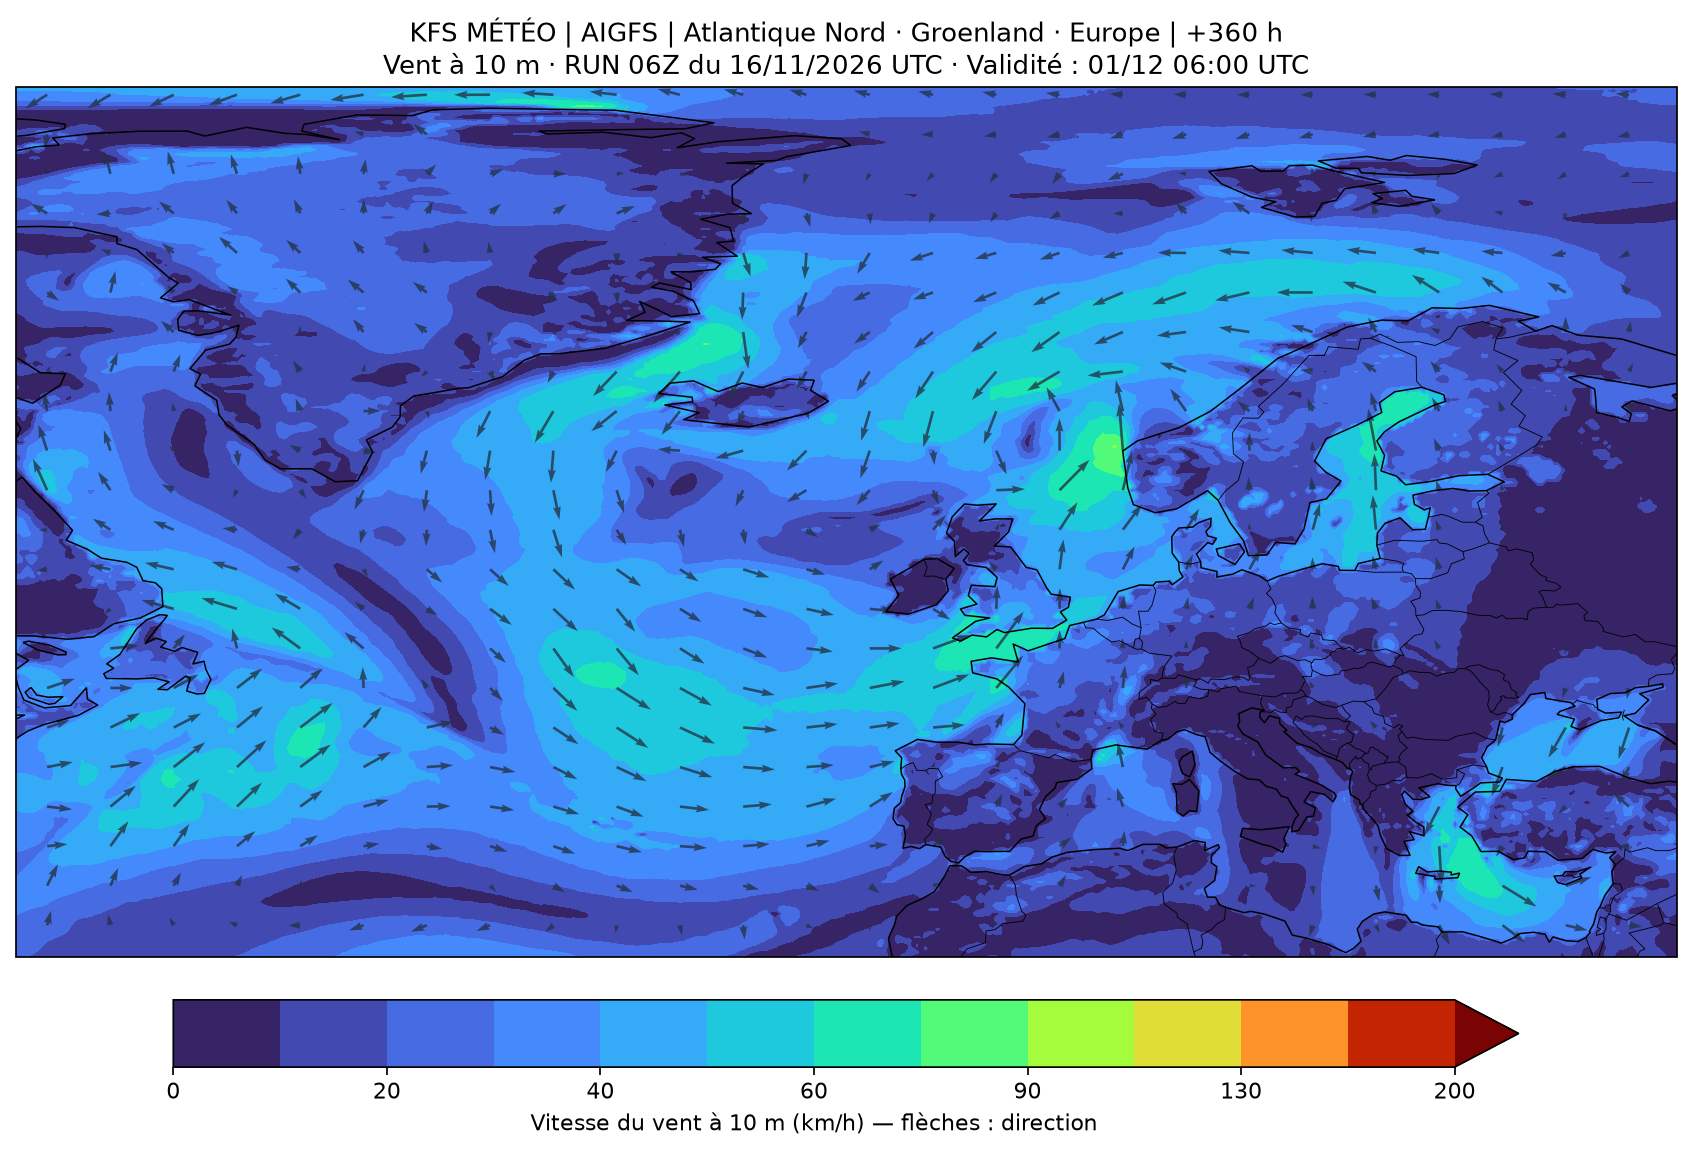 KFS MÉTÉO | AIGFS | Atlantique Nord · Groenland · Europe | +360 h
Vent à 10 m · RUN 06Z du 16/11/2026 UTC · Validité : 01/12 06:00 UTC
0 20 40 60 90 130 200
Vitesse du vent à 10 m (km/h) — flèches : direction